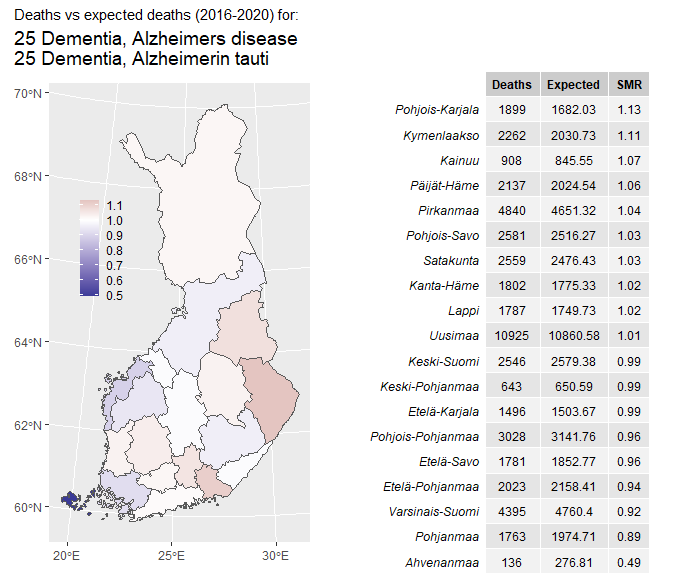 Deaths vs expected deaths (2016-2020) for:
25 Dementia, Alzheimers disease
25 Dementia, Alzheimerin tauti
70°N
68°N
66°N
64°N
62°N
60°N
20°E 25°E 30°E
1.1
1.0
0.9
0.8
0.7
0.6
0.5
Deaths Expected SMR
Pohjois-Karjala 1899 1682.03 1.13
Kymenlaakso 2262 2030.73 1.11
Kainuu 908 845.55 1.07
Päijät-Häme 2137 2024.54 1.06
Pirkanmaa 4840 4651.32 1.04
Pohjois-Savo 2581 2516.27 1.03
Satakunta 2559 2476.43 1.03
Kanta-Häme 1802 1775.33 1.02
Lappi 1787 1749.73 1.02
Uusimaa 10925 10860.58 1.01
Keski-Suomi 2546 2579.38 0.99
Keski-Pohjanmaa 643 650.59 0.99
Etelä-Karjala 1496 1503.67 0.99
Pohjois-Pohjanmaa 3028 3141.76 0.96
Etelä-Savo 1781 1852.77 0.96
Etelä-Pohjanmaa 2023 2158.41 0.94
Varsinais-Suomi 4395 4760.4 0.92
Pohjanmaa 1763 1974.71 0.89
Ahvenanmaa 136 276.81 0.49